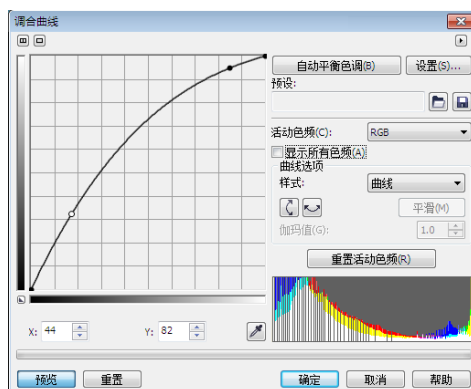 调合曲线
自动平衡色调(B)
设置(S)...
预设:
活动色频(C):
RGB
显示所有色频(A)
曲线选项
样式:
曲线
平滑(M)
伽玛值(G):
1.0
重置活动色频(R)
X: 44
Y: 82
预览
重置
确定
取消
帮助